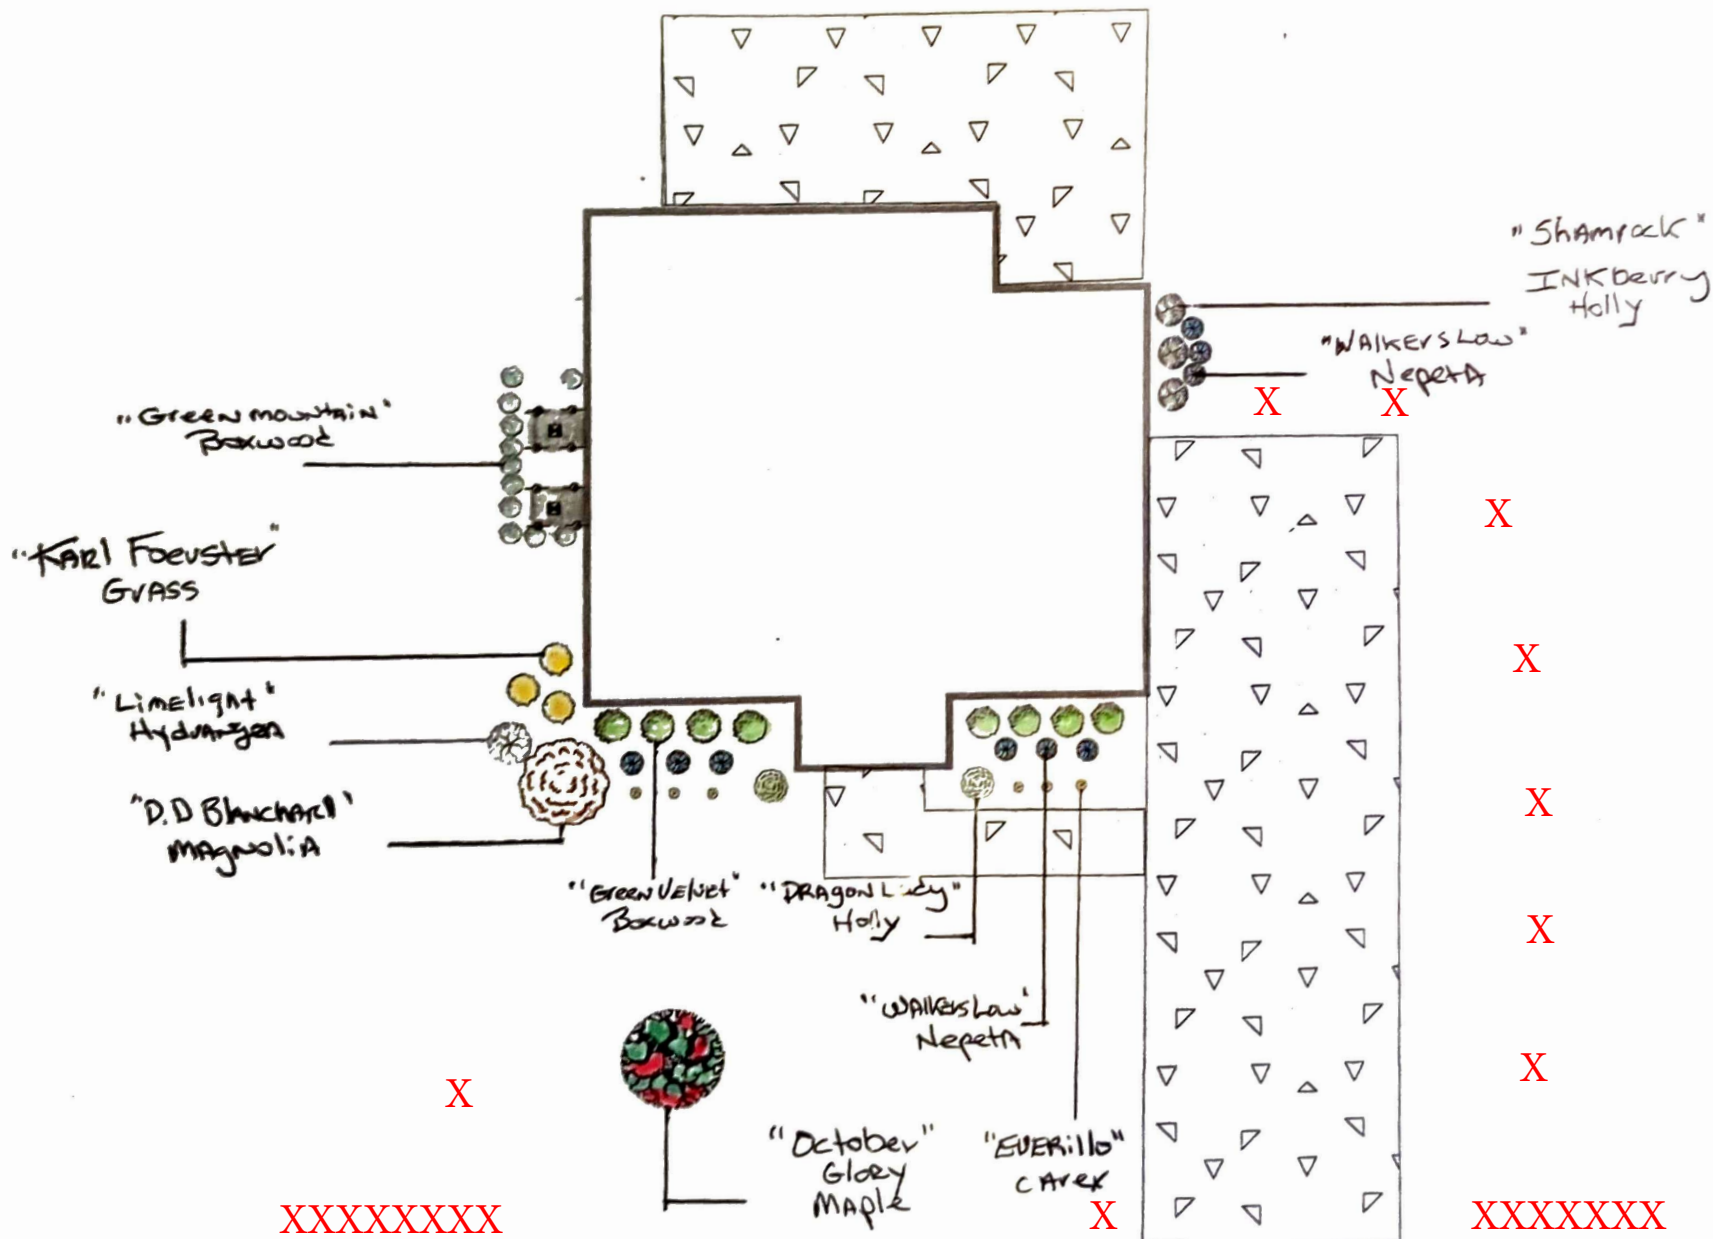 "Shamrock"
INKberry
Holly
"WALKERS LOW"
NepetA
X X
"Green mountain"
Boxwood
X
"KARl Foeuster"
GrASS
X
"Limelight"
HydrangeA
"D.D BlAnchArd"
MAgnoliA
X
"Green Velvet"
Boxwood
"DRAgon Lady"
Holly
X
"WAlkers Low"
NepetA
X
X
"October"
Glory
MAple
"EVERillo"
CArex
XXXXXXXX
X
XXXXXXX